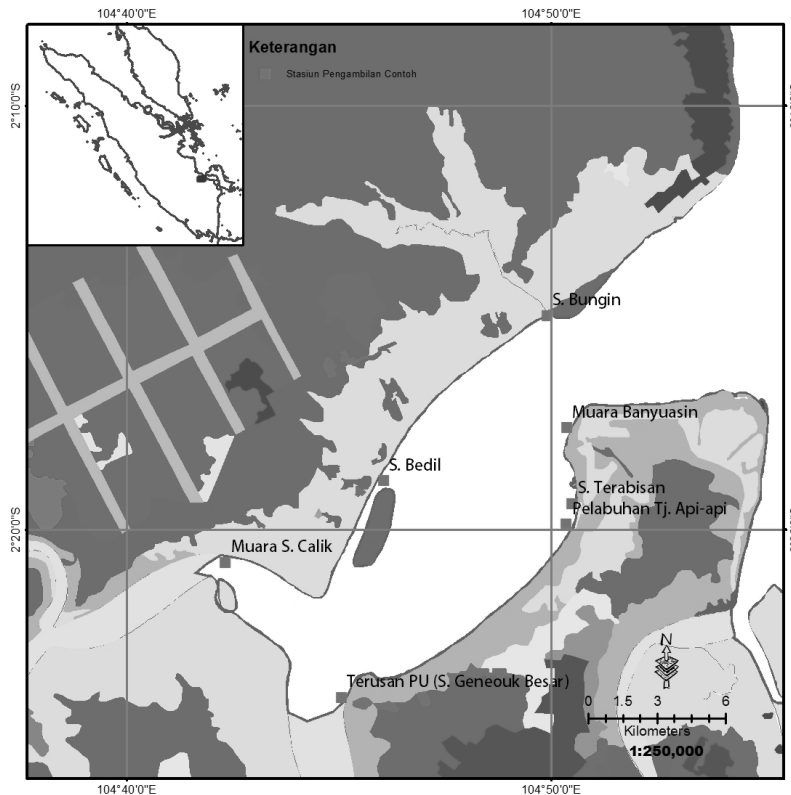 104°40'0"E
104°50'0"E
Keterangan
Stasiun Pengambilan Contoh
2°10'0"S
S. Bungin
Muara Banyuasin
S. Bedil
S. Terabisan
Pelabuhan Tj. Api-api
2°20'0"S
Muara S. Calik
N
Terusan PU (S. Geneouk Besar)
0 1.5 3 6
Kilometers
1:250,000
104°40'0"E
104°50'0"E